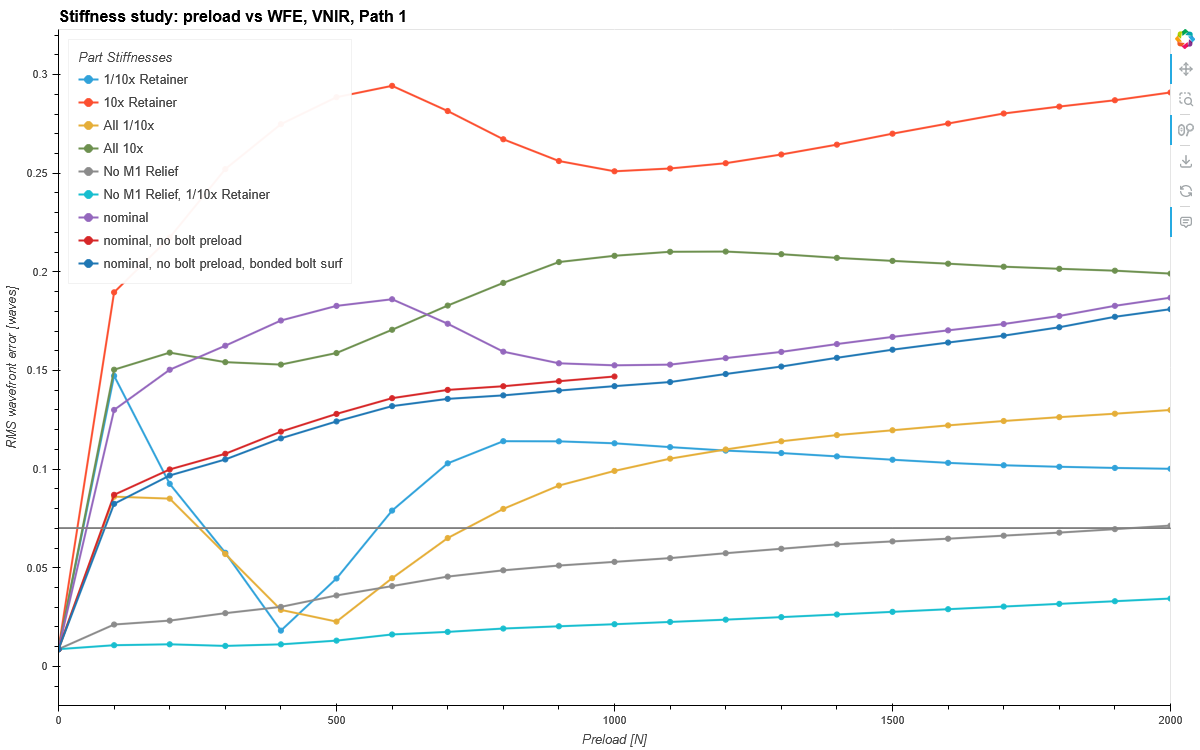 Stiffness study: preload vs WFE, VNIR, Path 1
Part Stiffnesses
1/10x Retainer
10x Retainer
All 1/10x
All 10x
No M1 Relief
No M1 Relief, 1/10x Retainer
nominal
nominal, no bolt preload
nominal, no bolt preload, bonded bolt surf
RMS wavefront error [waves]
0.3
0.25
0.2
0.15
0.1
0.05
0
0 500 1000 1500 2000
Preload [N]